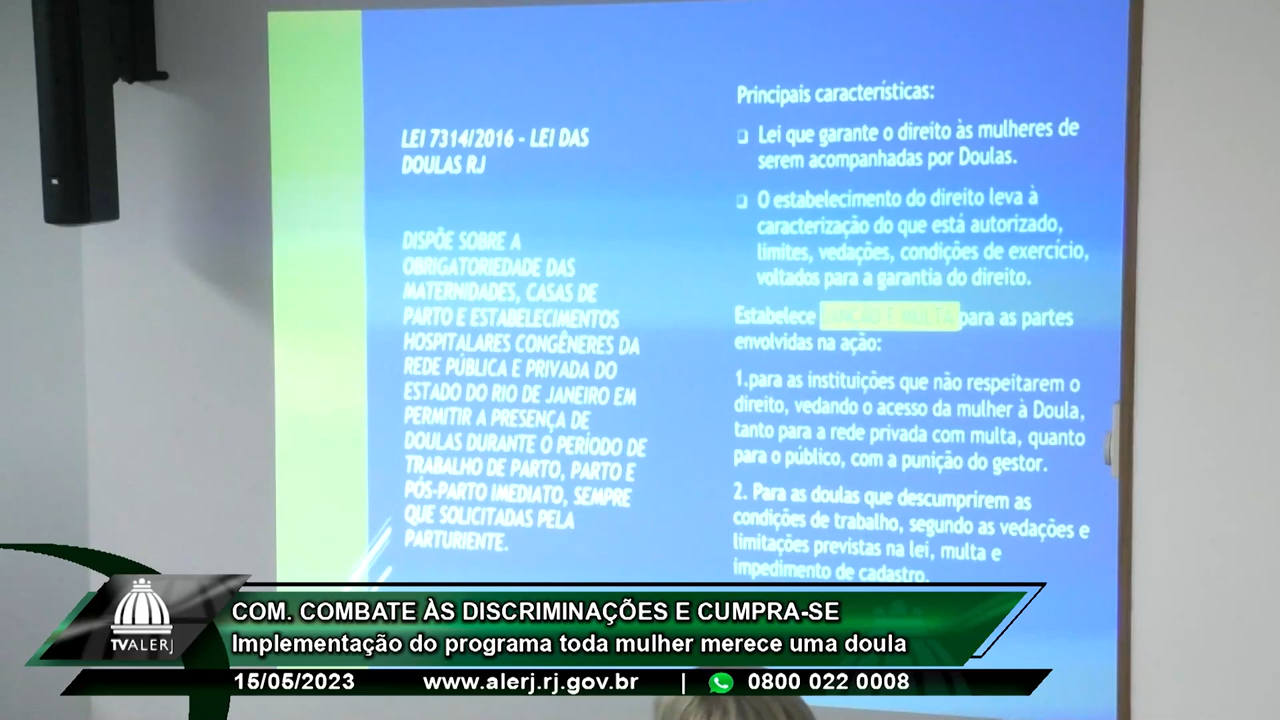 LEI 7314/2016 - LEI DAS
DOULAS RJ
DISPÕE SOBRE A
OBRIGATORIEDADE DAS
MATERNIDADES, CASAS DE
PARTO E ESTABELECIMENTOS
HOSPITALARES CONGÊNERES DA
REDE PÚBLICA E PRIVADA DO
ESTADO DO RIO DE JANEIRO EM
PERMITIR A PRESENÇA DE
DOULAS DURANTE O PERÍODO DE
TRABALHO DE PARTO, PARTO E
PÓS-PARTO IMEDIATO, SEMPRE
QUE SOLICITADAS PELA
PARTURIENTE.
Principais características:
Lei que garante o direito às mulheres de
serem acompanhadas por Doulas.
O estabelecimento do direito leva à
caracterização do que está autorizado,
limites, vedações, condições de exercício,
voltados para a garantia do direito.
Estabelece SANÇÃO E MULTA para as partes
envolvidas na ação:
1.para as instituições que não respeitarem o
direito, vedando o acesso da mulher à Doula,
tanto para a rede privada com multa, quanto
para o público, com a punição do gestor.
2. Para as doulas que descumprirem as
condições de trabalho, segundo as vedações e
limitações previstas na lei, multa e
impedimento de cadastro.
TVALERJ
COM. COMBATE ÀS DISCRIMINAÇÕES E CUMPRA-SE
Implementação do programa toda mulher merece uma doula
15/05/2023 www.alerj.rj.gov.br | 0800 022 0008